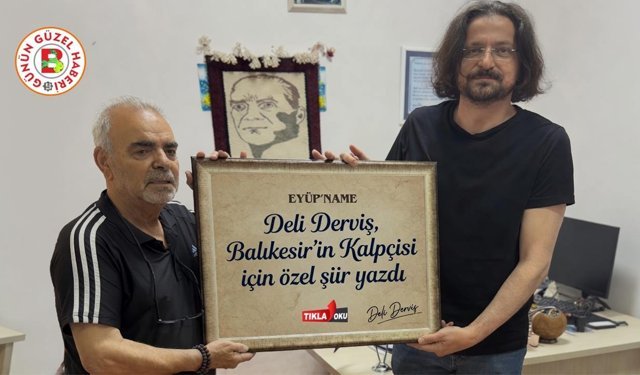 GÜNÜN GÜZEL HABERİ
B
EYÜP'NAME
Deli Derviş,
Balıkesir'in Kalpçisi
için özel şiir yazdı
TIKLA OKU
Deli Derviş